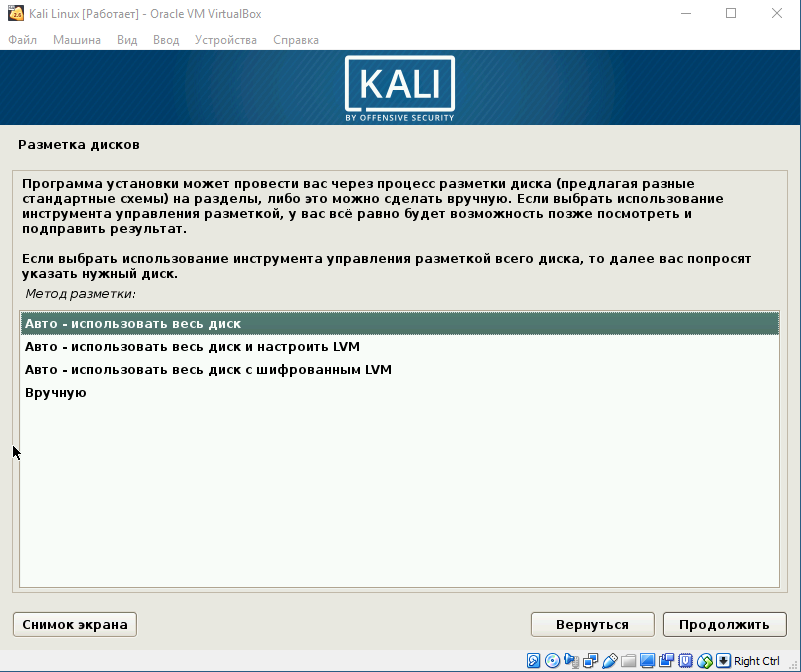 Kali Linux [Работает] - Oracle VM VirtualBox
Файл Машина Вид Ввод Устройства Справка
KALI
BY OFFENSIVE SECURITY
Разметка дисков
Программа установки может провести вас через процесс разметки диска (предлагая разные
стандартные схемы) на разделы, либо это можно сделать вручную. Если выбрать использование
инструмента управления разметкой, у вас всё равно будет возможность позже посмотреть и
подправить результат.
Если выбрать использование инструмента управления разметкой всего диска, то далее вас попросят
указать нужный диск.
Метод разметки:
Авто - использовать весь диск
Авто - использовать весь диск и настроить LVM
Авто - использовать весь диск с шифрованным LVM
Вручную
Снимок экрана Вернуться Продолжить
Right Ctrl